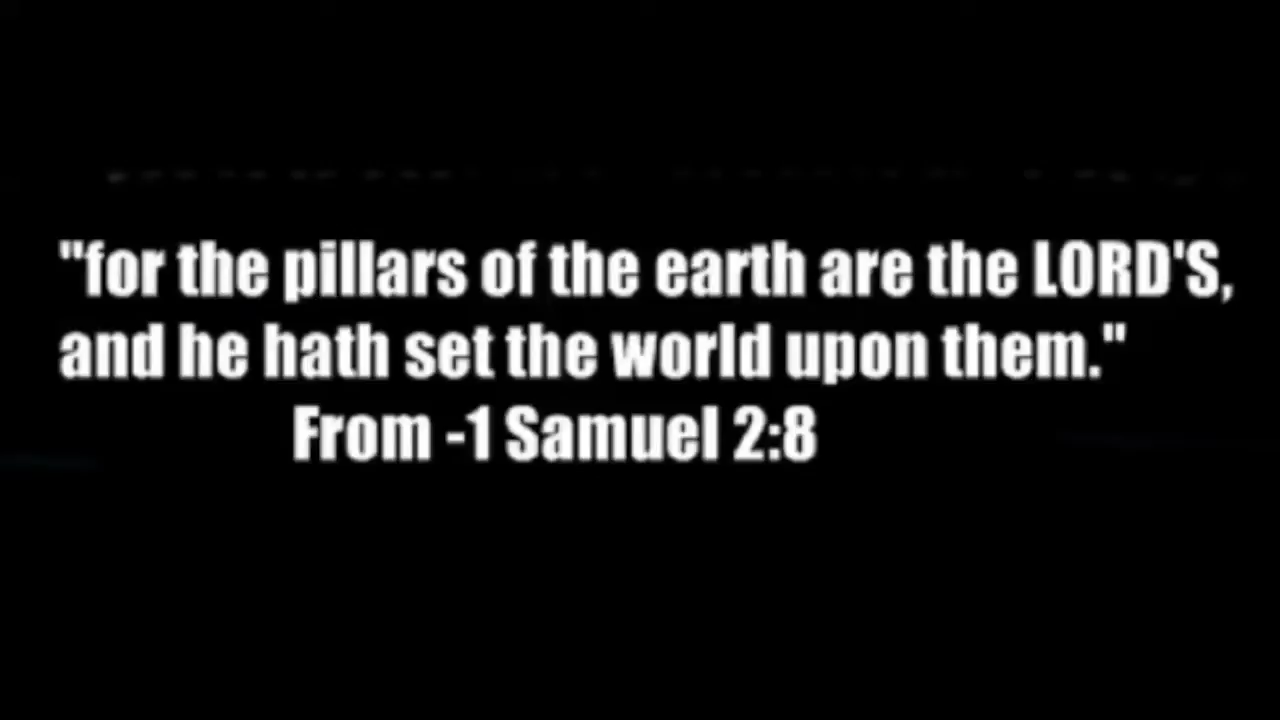 "for the pillars of the earth are the LORD'S,
and he hath set the world upon them."
From -1 Samuel 2:8